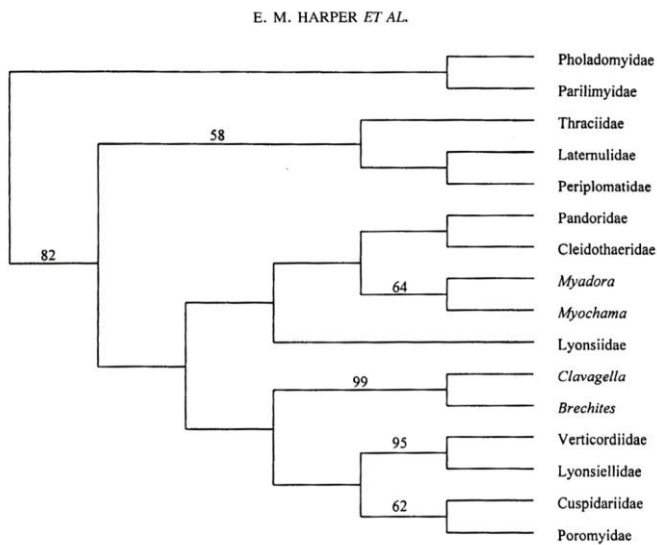 E. M. HARPER ET AL.
Pholadomyidae
Parilimyidae
Thraciidae
58
Laternulidae
Periplomatidae
Pandoridae
Cleidothaeridae
82
Myadora
64
Myochama
Lyonsiidae
Clavagella
99
Brechites
Verticordiidae
95
Lyonsiellidae
Cuspidariidae
62
Poromyidae